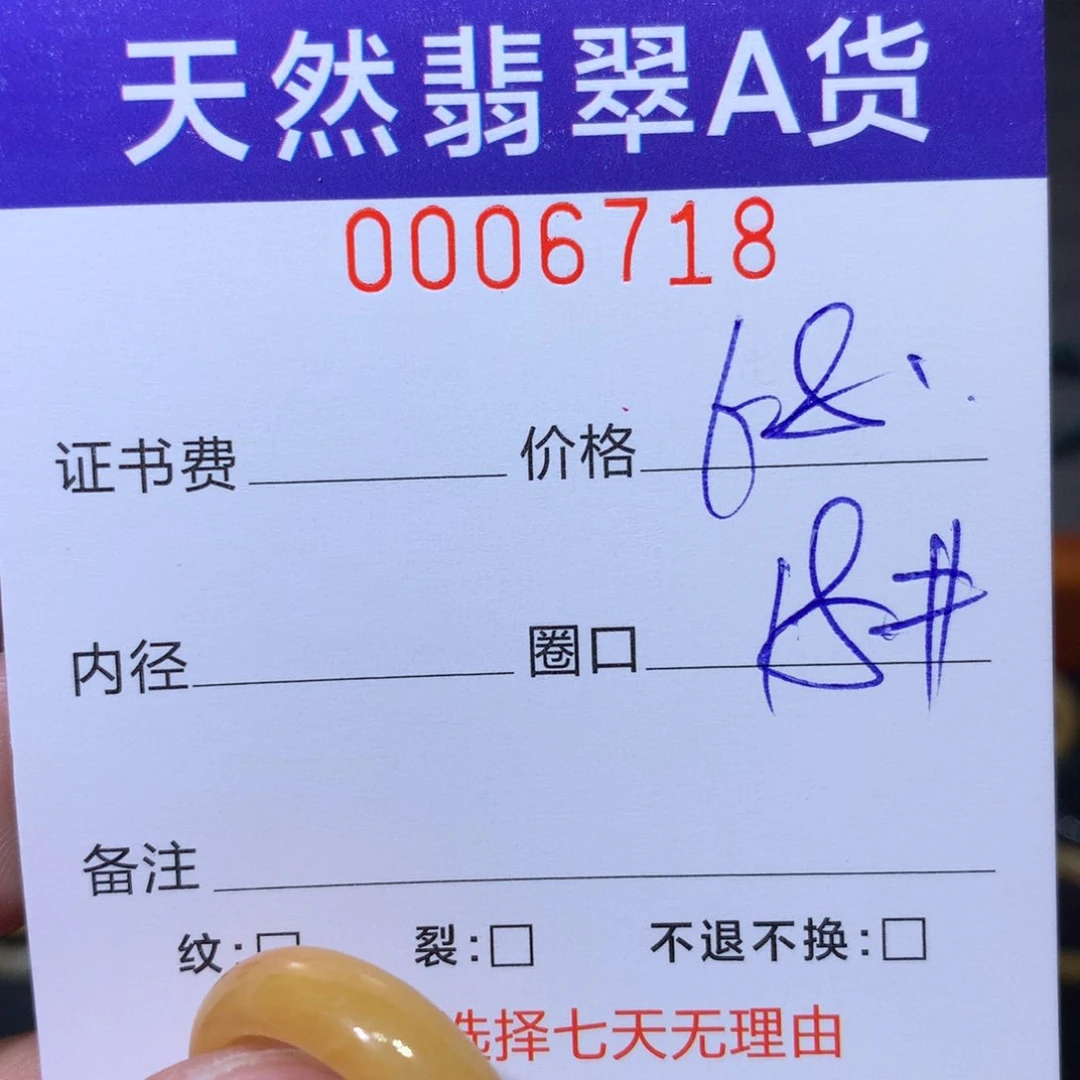 天然翡翠A货
0006718
证书费 价格
内径 圈口
备注
纹:□ 裂:□ 不退不换:□
选择七天无理由